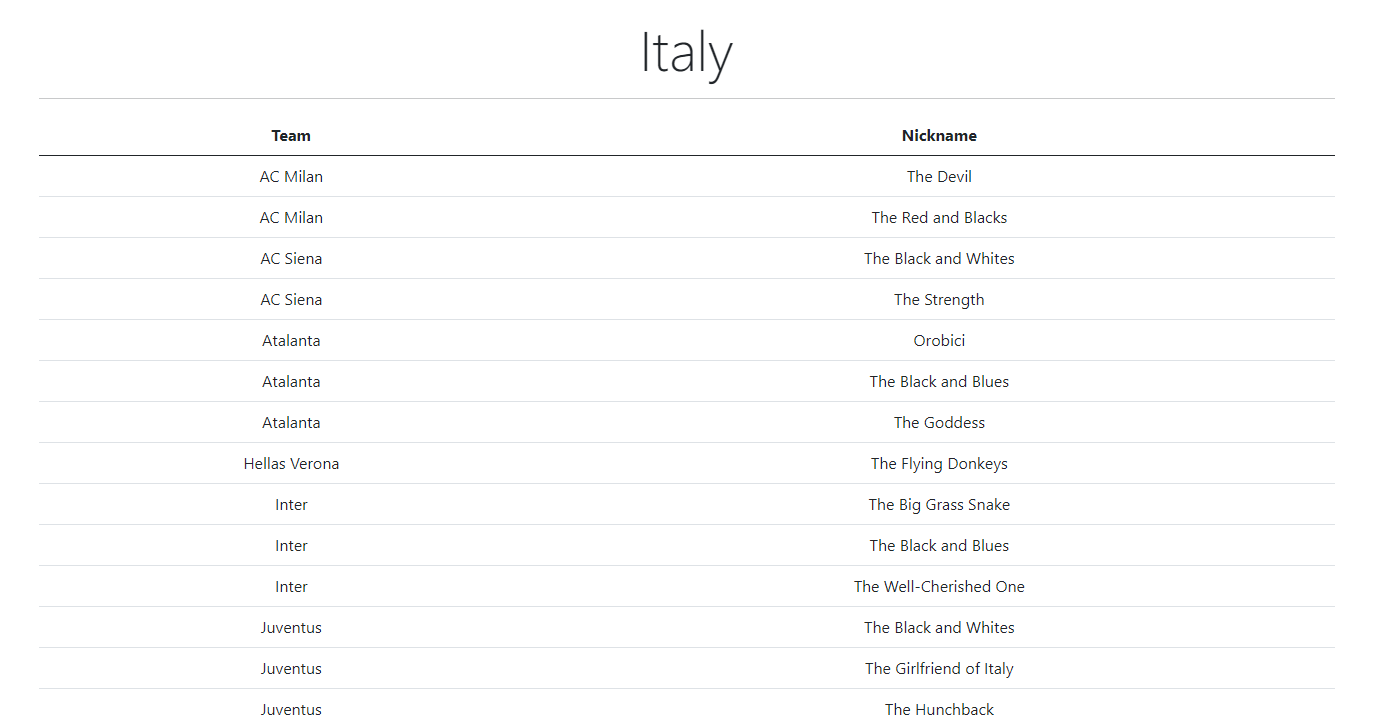 Italy
Team Nickname
AC Milan The Devil
AC Milan The Red and Blacks
AC Siena The Black and Whites
AC Siena The Strength
Atalanta Orobici
Atalanta The Black and Blues
Atalanta The Goddess
Hellas Verona The Flying Donkeys
Inter The Big Grass Snake
Inter The Black and Blues
Inter The Well-Cherished One
Juventus The Black and Whites
Juventus The Girlfriend of Italy
Juventus The Hunchback